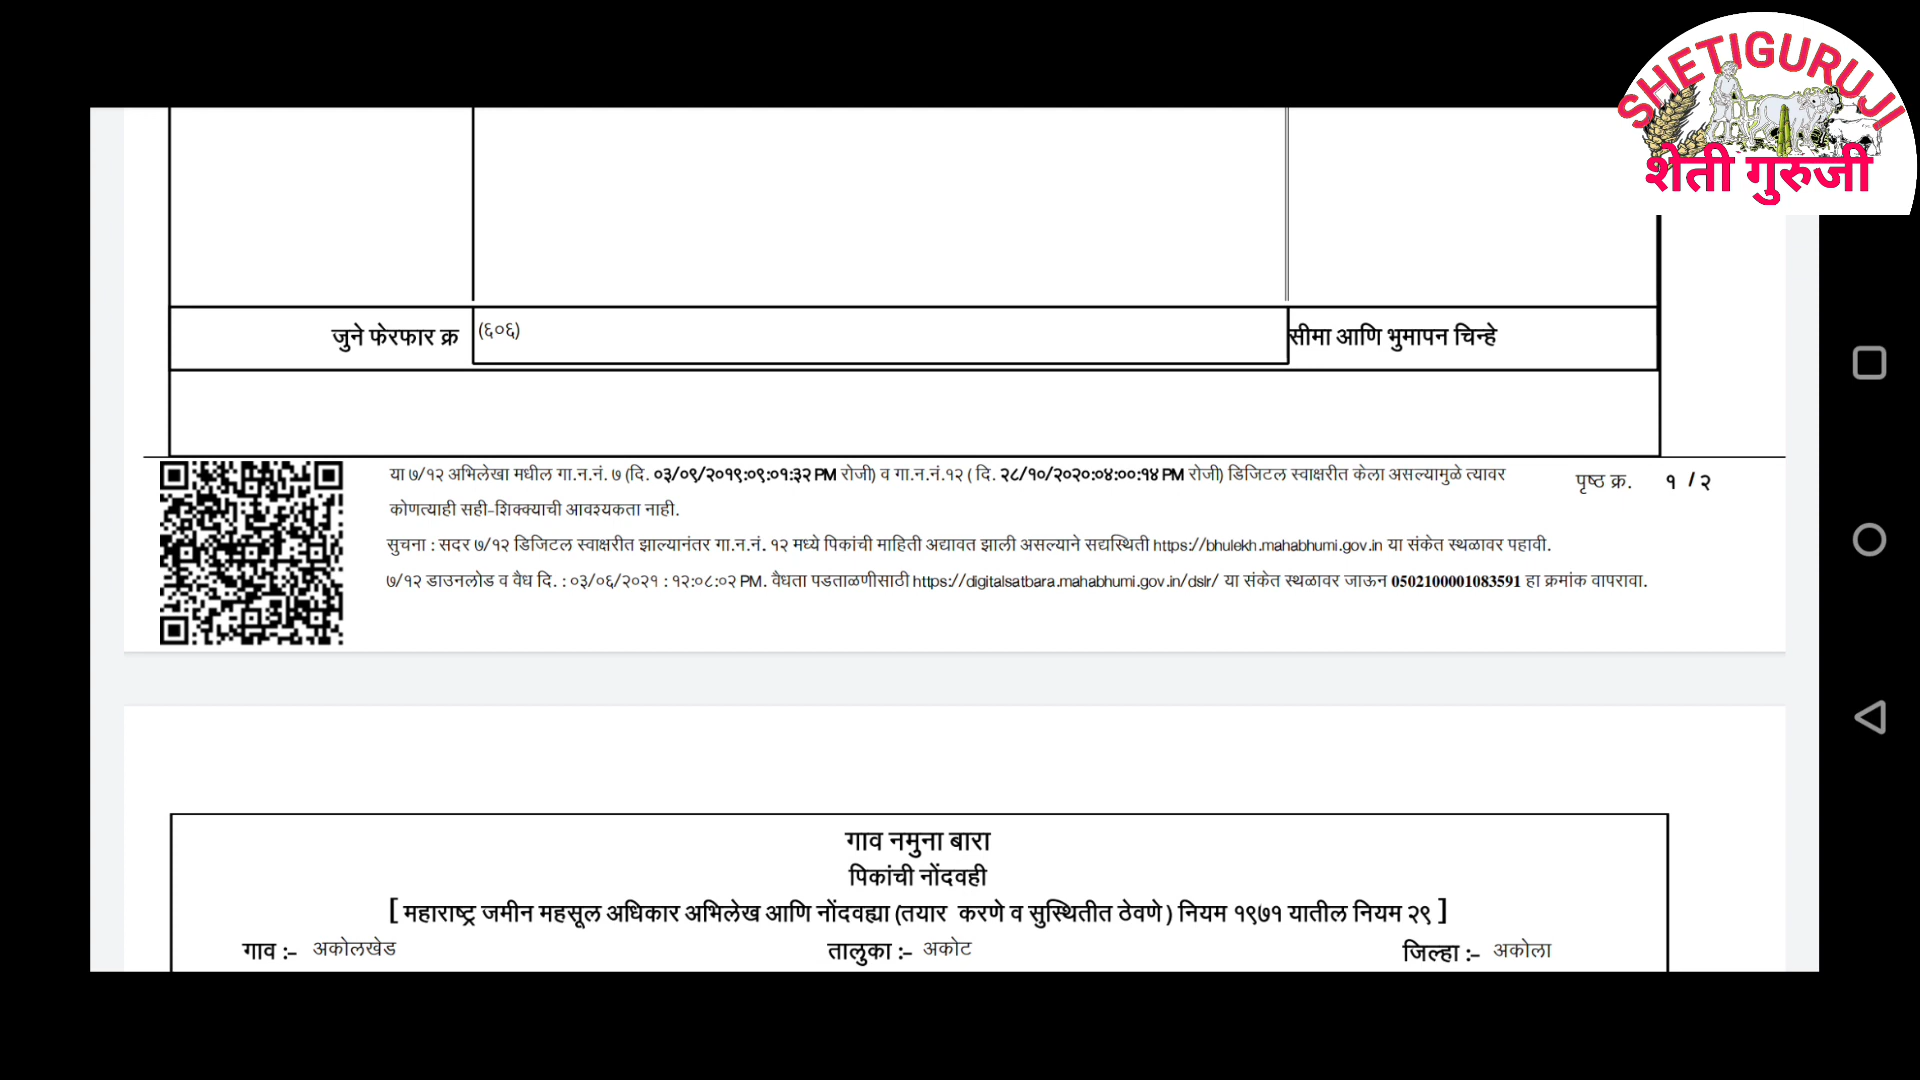 SHETIGURUJI
शेती गुरुजी
जुने फेरफार क्र (६०६) सीमा आणि भुमापन चिन्हे
या ७/१२ अभिलेखा मधील गा.न.नं. ७ (दि. ०३/०९/२०१९:०९:०१:३२ PM रोजी) व गा.न.नं.१२ ( दि. २८/१०/२०२०:०४:००:१४ PM रोजी) डिजिटल स्वाक्षरीत केला असल्यामुळे त्यावर पृष्ठ क्र. १ / २
कोणत्याही सही-शिक्क्याची आवश्यकता नाही.
सुचना : सदर ७/१२ डिजिटल स्वाक्षरीत झाल्यानंतर गा.न.नं. १२ मध्ये पिकांची माहिती अद्यावत झाली असल्याने सद्यस्थिती https://bhulekh.mahabhumi.gov.in या संकेत स्थळावर पहावी.
७/१२ डाउनलोड व वैध दि. : ०३/०६/२०२१ : १२:०८:०२ PM. वैधता पडताळणीसाठी https://digitalsatbara.mahabhumi.gov.in/dslr/ या संकेत स्थळावर जाऊन 0502100001083591 हा क्रमांक वापरावा.
गाव नमुना बारा
पिकांची नोंदवही
[ महाराष्ट्र जमीन महसूल अधिकार अभिलेख आणि नोंदवह्या (तयार करणे व सुस्थितीत ठेवणे ) नियम १९७१ यातील नियम २९ ]
गाव :- अकोलखेड तालुका :- अकोट जिल्हा :- अकोला